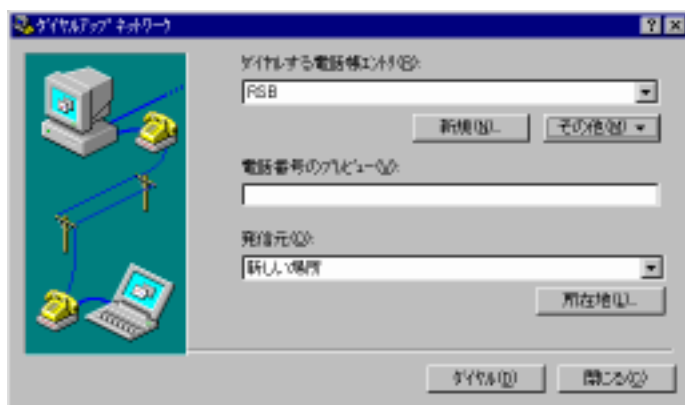 ダイヤルアップ ネットワーク
ダイヤルする電話帳エントリ(E):
RSB
新規(N)...
その他(M)
電話番号のプレビュー(V):
発信元(O):
新しい場所
所在地(L)...
ダイヤル(D)
閉じる(C)